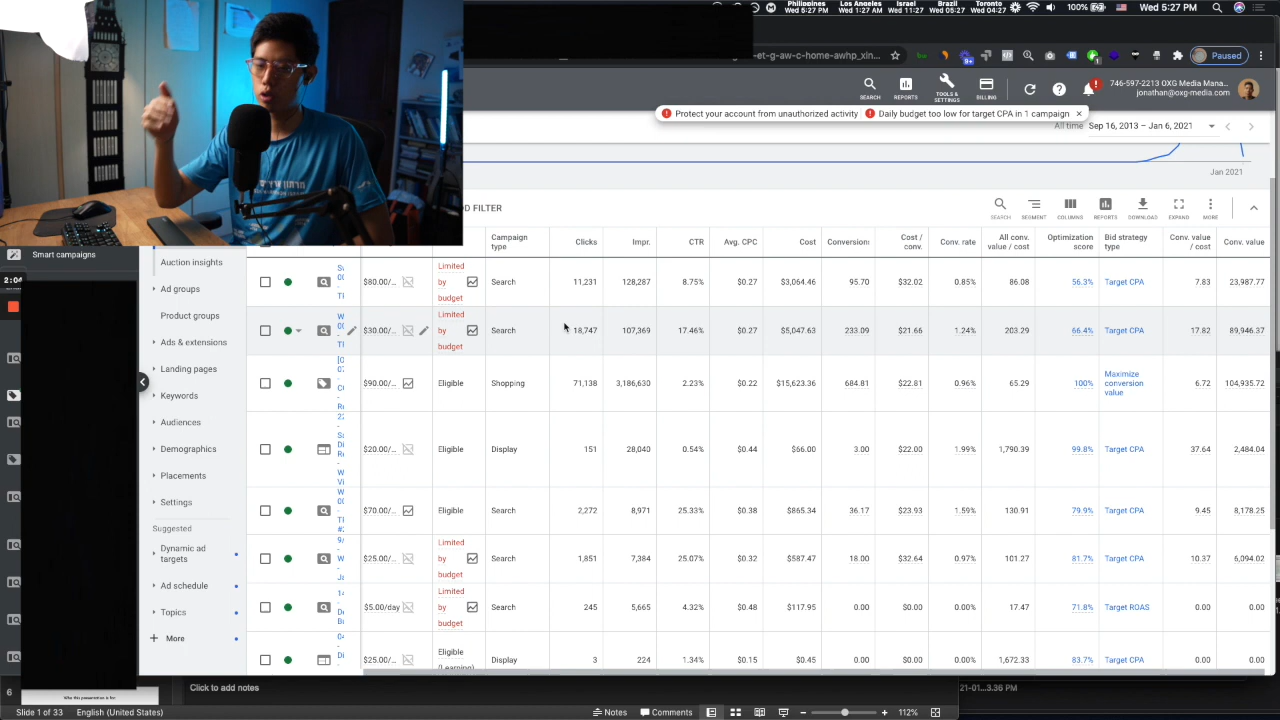 Philippines Los Angeles Israel Brazil Toronto
Wed 6:27 PM Wed 1:27 AM Wed 11:27 Wed 05:27 Wed 04:27 100% Wed 5:27 PM
-et-g-aw-c-home-awhp_xin...
9+
Paused
SEARCH
REPORTS
TOOLS &
SETTINGS
BILLING
746-597-2213 OXG Media Mana...
jonathan@oxg-media.com
Protect your account from unauthorized activity
Daily budget too low for target CPA in 1 campaign
All time Sep 16, 2013 – Jan 6, 2021
Jan 2021
D FILTER
SEARCH SEGMENT COLUMNS REPORTS DOWNLOAD EXPAND MORE
Campaign type Clicks Impr. CTR Avg. CPC Cost Conversion: Cost / conv. Conv. rate All conv. value / cost Optimization score Bid strategy type Conv. value / cost Conv. value
$80.00/... Limited by budget Search 11,231 128,287 8.75% $0.27 $3,064.46 95.70 $32.02 0.85% 86.08 56.3% Target CPA 7.83 23,987.77
$30.00/... Limited by budget Search 18,747 107,369 17.46% $0.27 $5,047.63 233.09 $21.66 1.24% 203.29 66.4% Target CPA 17.82 89,946.37
$90.00/... Eligible Shopping 71,138 3,186,630 2.23% $0.22 $15,623.36 684.81 $22.81 0.96% 65.29 100% Maximize conversion value 6.72 104,935.72
$20.00/... Eligible Display 151 28,040 0.54% $0.44 $66.00 3.00 $22.00 1.99% 1,790.39 99.8% Target CPA 37.64 2,484.04
$70.00/... Eligible Search 2,272 8,971 25.33% $0.38 $865.34 36.17 $23.93 1.59% 130.91 79.9% Target CPA 9.45 8,178.25
$25.00/... Limited by budget Search 1,851 7,384 25.07% $0.32 $587.47 18.00 $32.64 0.97% 101.27 81.7% Target CPA 10.37 6,094.02
$5.00/day Limited by budget Search 245 5,665 4.32% $0.48 $117.95 0.00 $0.00 0.00% 17.47 71.8% Target ROAS 0.00 0.00
$25.00/... Eligible (Learning) Display 3 224 1.34% $0.15 $0.45 0.00 $0.00 0.00% 1,672.33 83.7% Target CPA 0.00 0.00
Smart campaigns
2:04
Auction insights
Ad groups
Product groups
Ads & extensions
Landing pages
Keywords
Audiences
Demographics
Placements
Settings
Suggested
Dynamic ad
targets
Ad schedule
Topics
More
6
Why this presentation is for:
Click to add notes
21-01...3.36 PM
Slide 1 of 33 English (United States) Notes Comments 112%